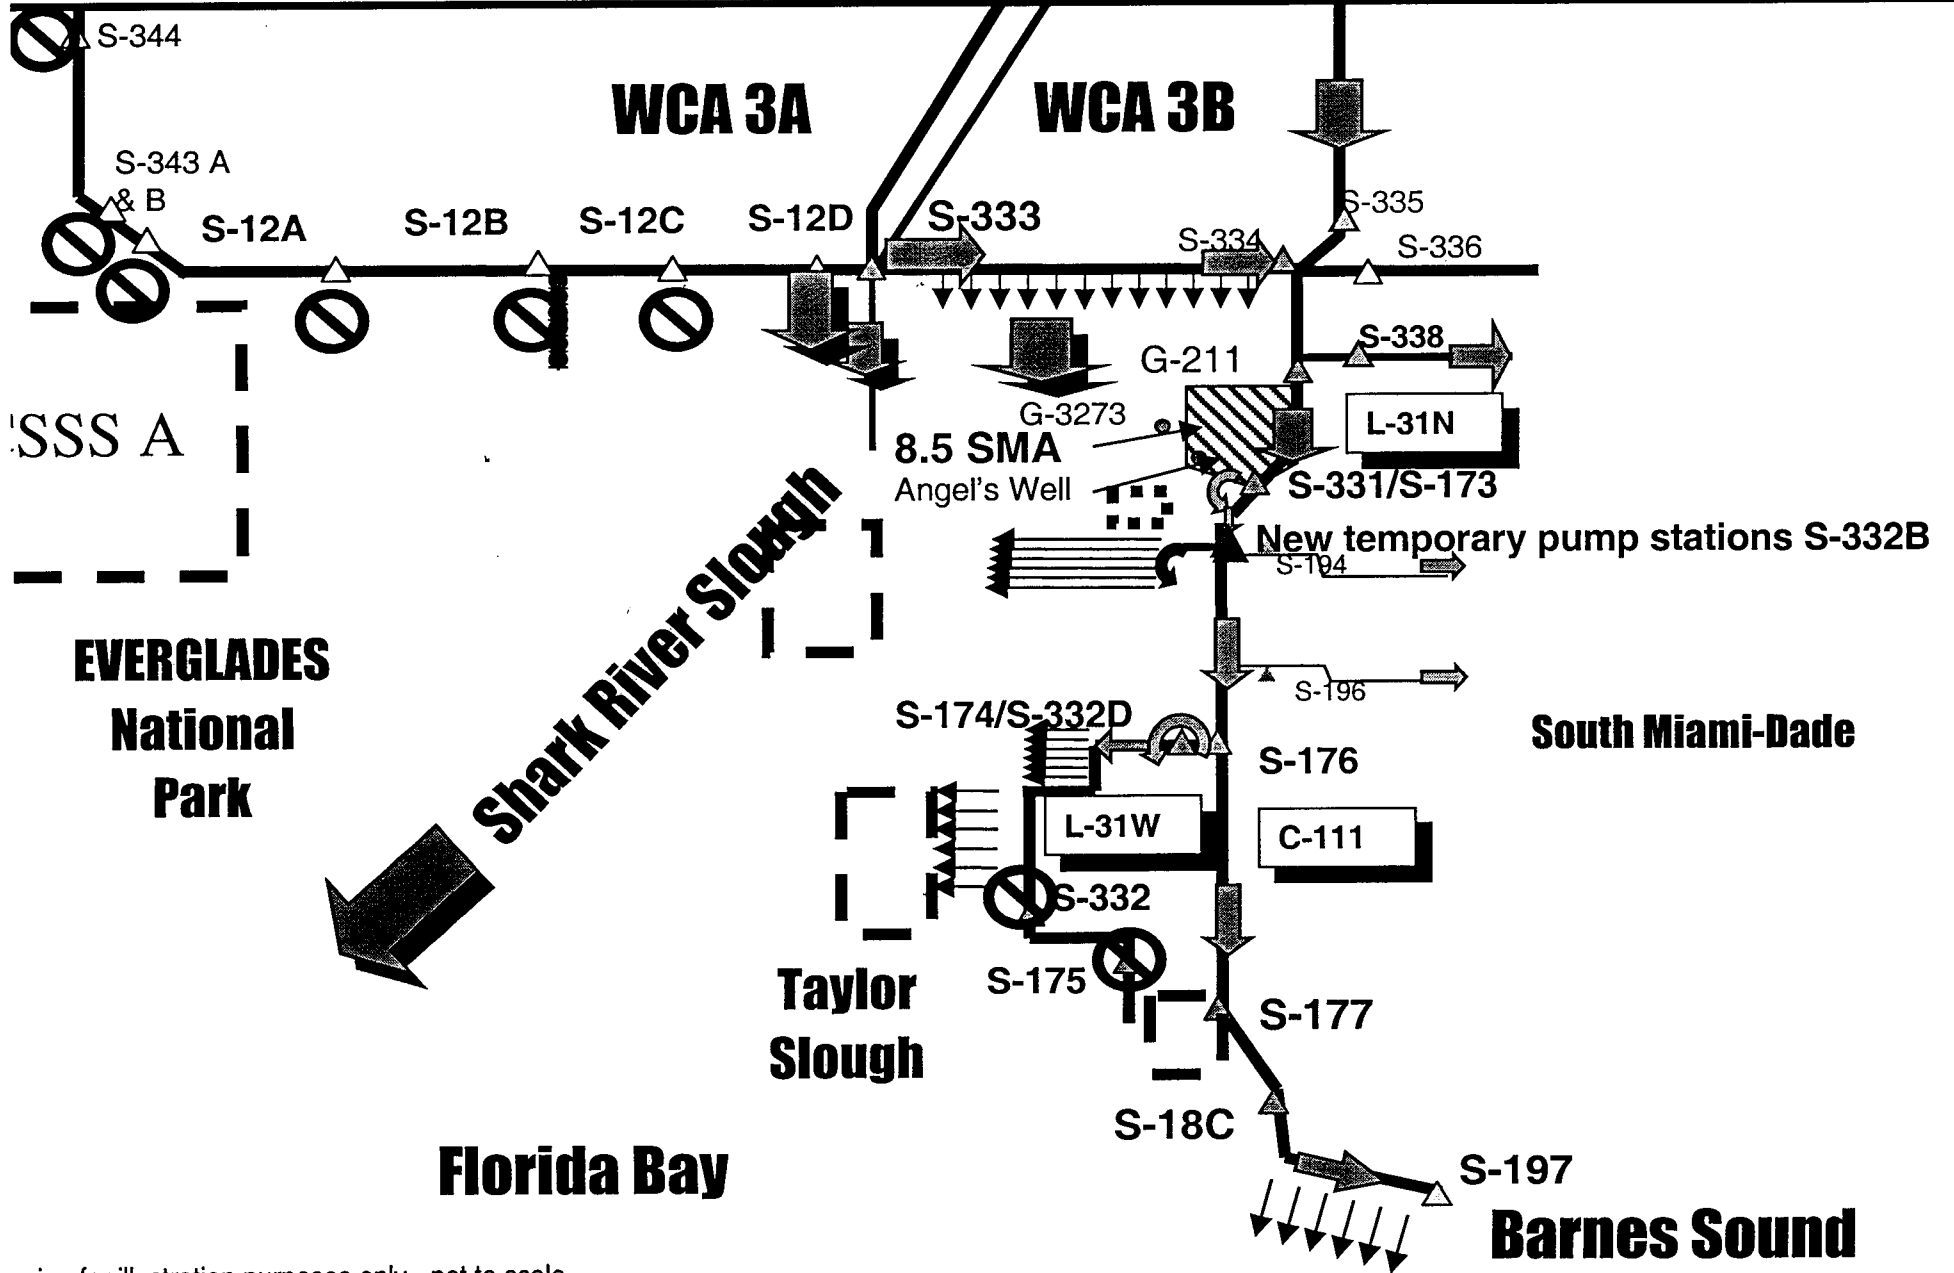 S-344
WCA 3A
WCA 3B
S-343 A
& B
S-12A
S-12B
S-12C
S-12D
S-333
S-334
S-335
S-336
S-338
G-211
G-3273
L-31N
SSS A
8.5 SMA
Angel's Well
S-331/S-173
New temporary pump stations S-332B
S-194
Shark River Slough
EVERGLADES
National
Park
S-196
S-174/S-332D
S-176
South Miami-Dade
L-31W
C-111
S-332
Taylor
Slough
S-175
S-177
S-18C
Florida Bay
S-197
Barnes Sound
purposes only